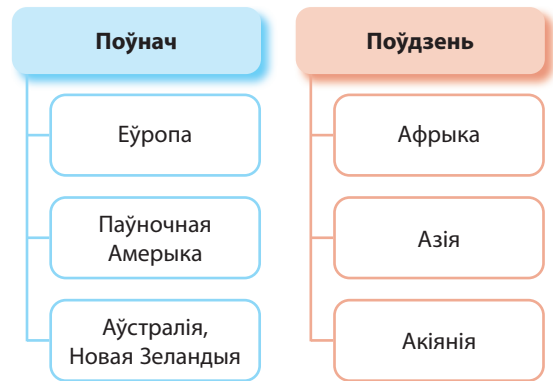 Поўнач
Еўропа
Паўночная
Амерыка
Аўстралія,
Новая Зеландыя
Поўдзень
Афрыка
Азія
Акіянія